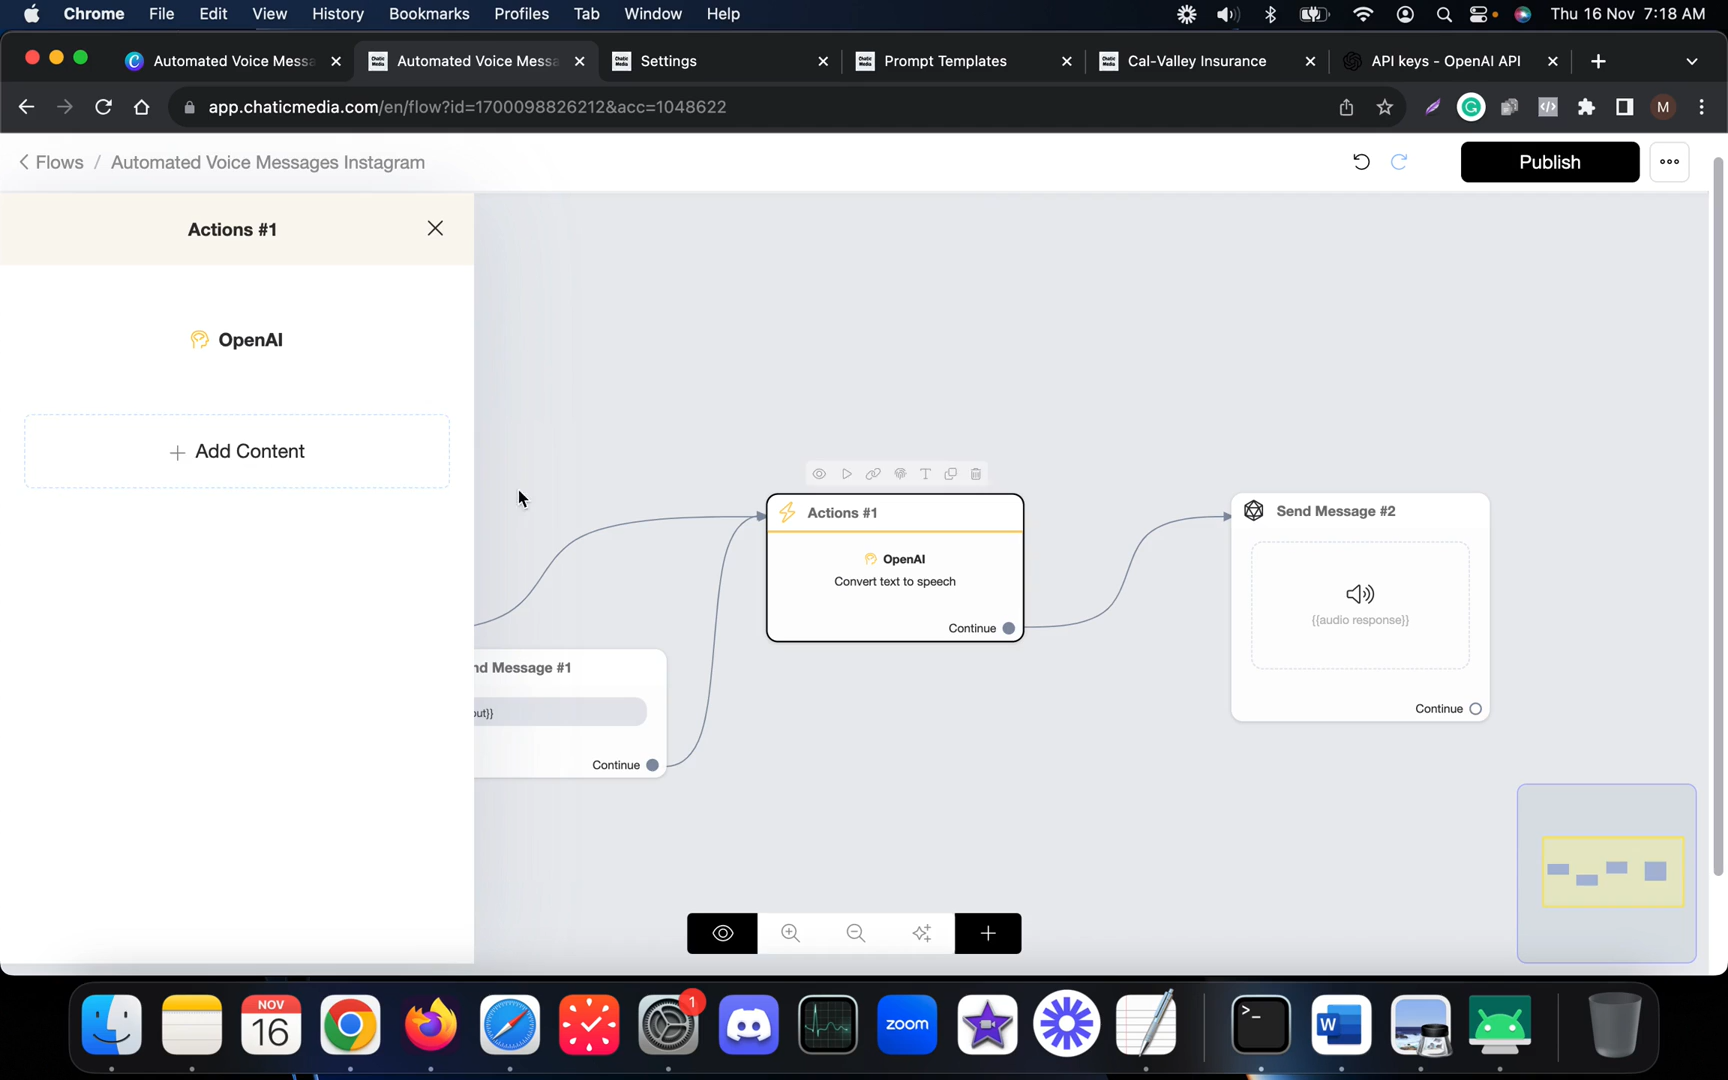 Chrome File Edit View History Bookmarks Profiles Tab Window Help Thu 16 Nov 7:18 AM
Automated Voice Messa Automated Voice Messa Settings Prompt Templates Cal-Valley Insurance API keys - OpenAI API
app.chaticmedia.com/en/flow?id=1700098826212&acc=1048622 M
Flows / Automated Voice Messages Instagram Publish
Actions #1
OpenAI
+ Add Content
Actions #1
OpenAI
Convert text to speech
Continue
Send Message #2
{{audio response}}
Continue
nd Message #1
out}}
Continue
NOV
16
1
zoom
W